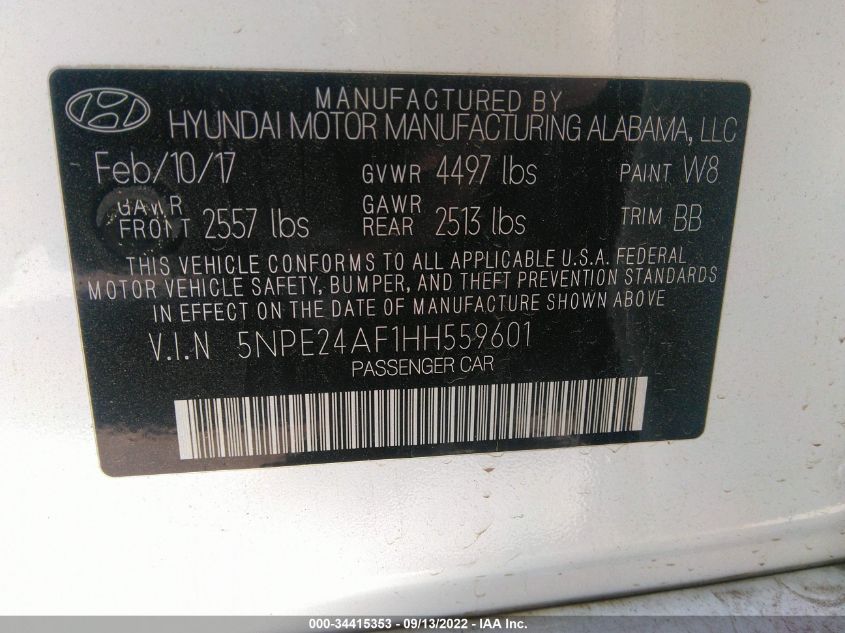 MANUFACTURED BY
HYUNDAI MOTOR MANUFACTURING ALABAMA, LLC
Feb/10/17 GVWR 4497 lbs PAINT W8
GAWR FRONT 2557 lbs GAWR REAR 2513 lbs TRIM BB
THIS VEHICLE CONFORMS TO ALL APPLICABLE U.S.A. FEDERAL
MOTOR VEHICLE SAFETY, BUMPER, AND THEFT PREVENTION STANDARDS
IN EFFECT ON THE DATE OF MANUFACTURE SHOWN ABOVE
V.I.N 5NPE24AF1HH559601
PASSENGER CAR
000-34415353 - 09/13/2022 - IAA Inc.